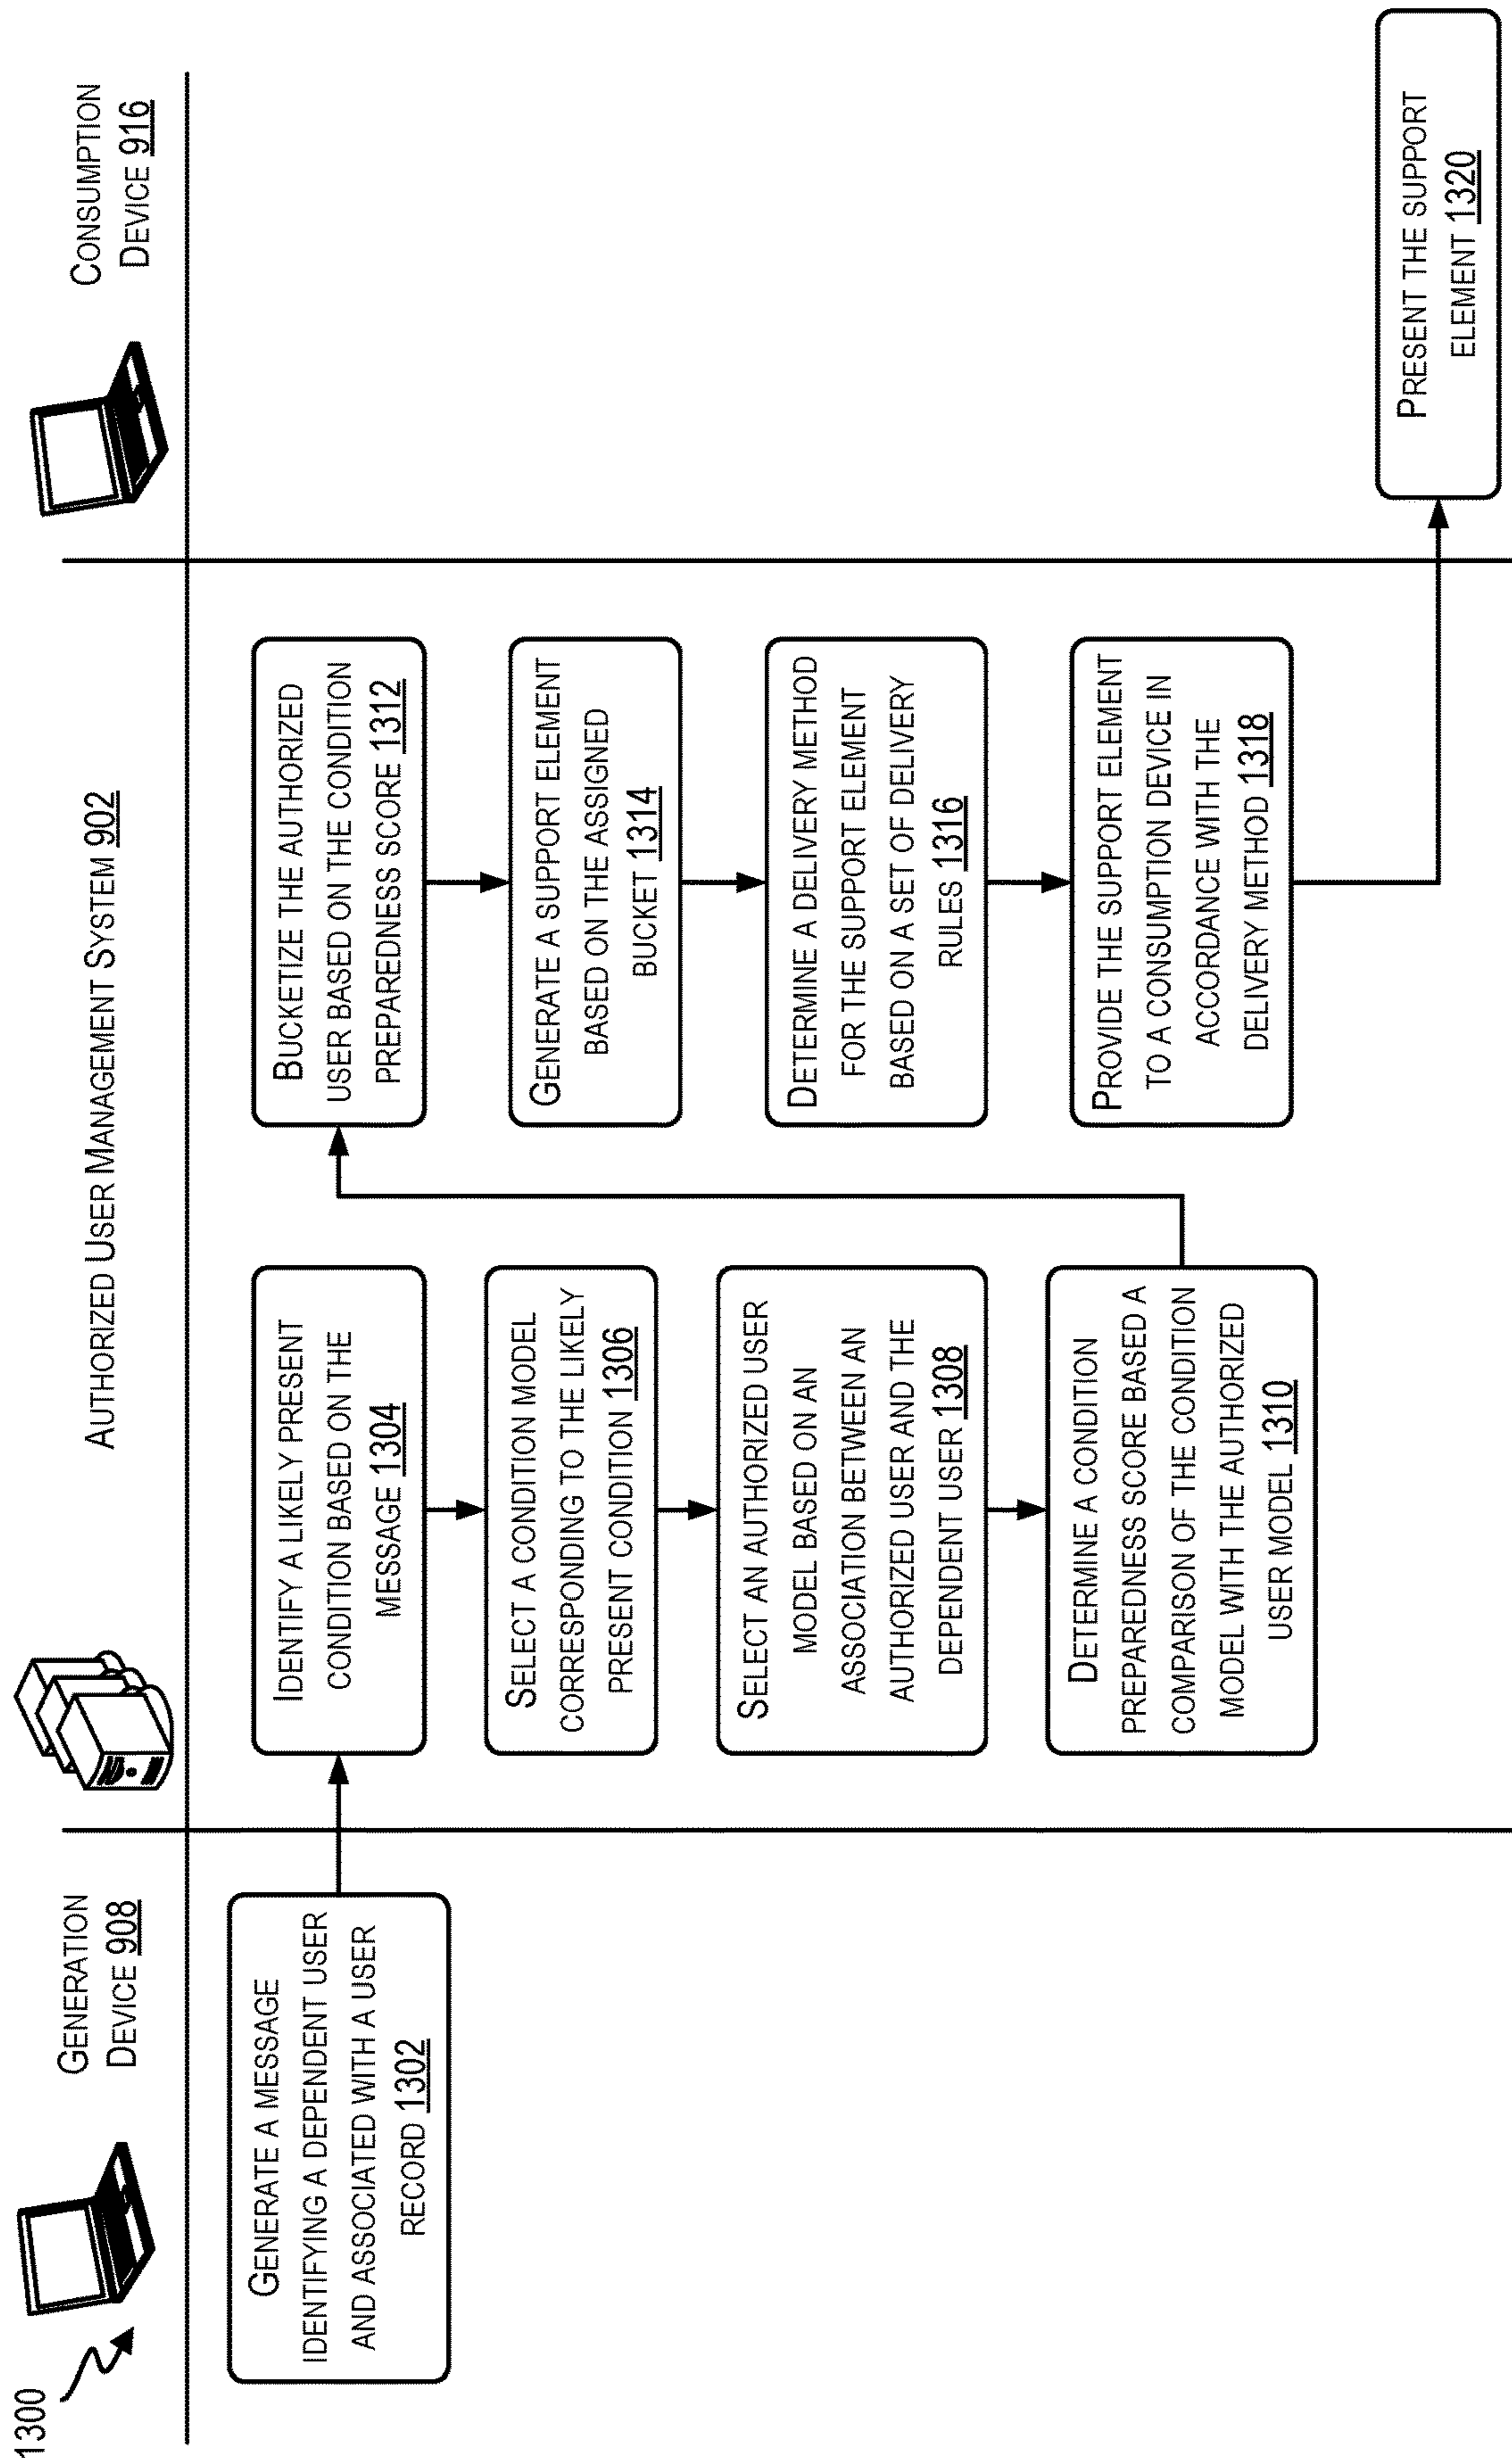 1300
GENERATION
DEVICE 908
AUTHORIZED USER MANAGEMENT SYSTEM 902
CONSUMPTION
DEVICE 916
GENERATE A MESSAGE
IDENTIFYING A DEPENDENT USER
AND ASSOCIATED WITH A USER
RECORD 1302
IDENTIFY A LIKELY PRESENT
CONDITION BASED ON THE
MESSAGE 1304
SELECT A CONDITION MODEL
CORRESPONDING TO THE LIKELY
PRESENT CONDITION 1306
SELECT AN AUTHORIZED USER
MODEL BASED ON AN
ASSOCIATION BETWEEN AN
AUTHORIZED USER AND THE
DEPENDENT USER 1308
DETERMINE A CONDITION
PREPAREDNESS SCORE BASED A
COMPARISON OF THE CONDITION
MODEL WITH THE AUTHORIZED
USER MODEL 1310
BUCKETIZE THE AUTHORIZED
USER BASED ON THE CONDITION
PREPAREDNESS SCORE 1312
GENERATE A SUPPORT ELEMENT
BASED ON THE ASSIGNED
BUCKET 1314
DETERMINE A DELIVERY METHOD
FOR THE SUPPORT ELEMENT
BASED ON A SET OF DELIVERY
RULES 1316
PROVIDE THE SUPPORT ELEMENT
TO A CONSUMPTION DEVICE IN
ACCORDANCE WITH THE
DELIVERY METHOD 1318
PRESENT THE SUPPORT
ELEMENT 1320